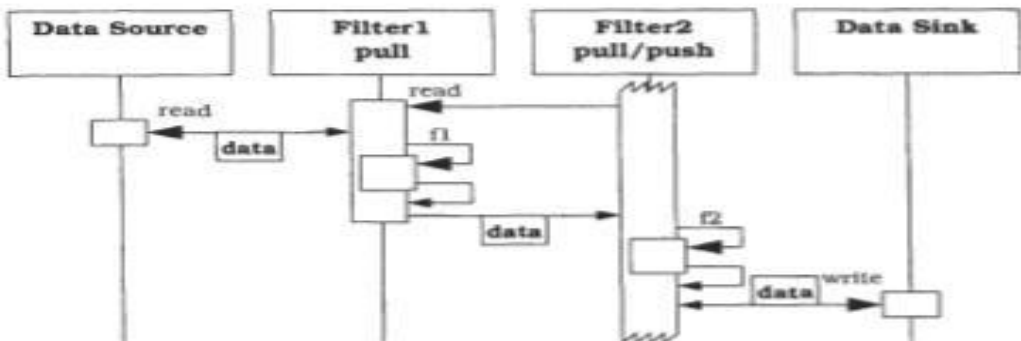 Data Source
Filter1
pull
Filter2
pull/push
Data Sink
read
read
data
f1
data
f2
data
write